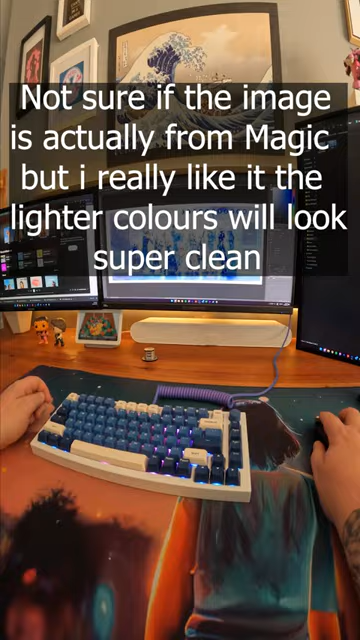 Not sure if the image
is actually from Magic
but i really like it the
lighter colours will look
super clean